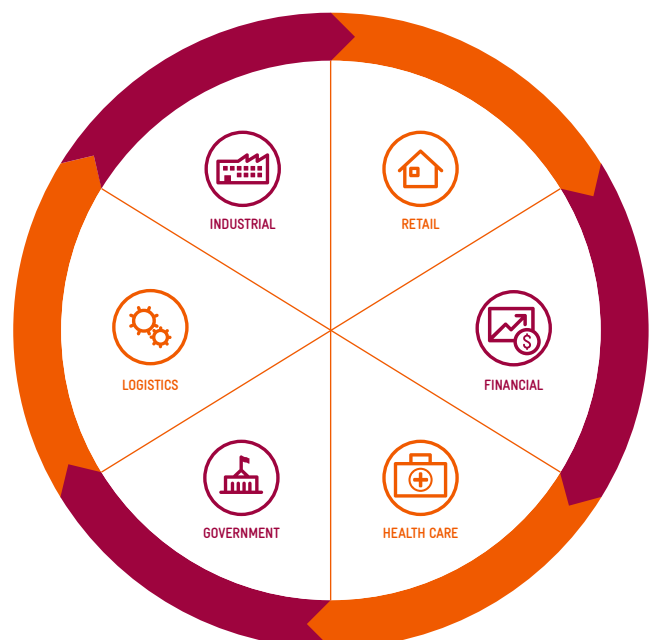 INDUSTRIAL
RETAIL
LOGISTICS
$
FINANCIAL
GOVERNMENT
HEALTH CARE